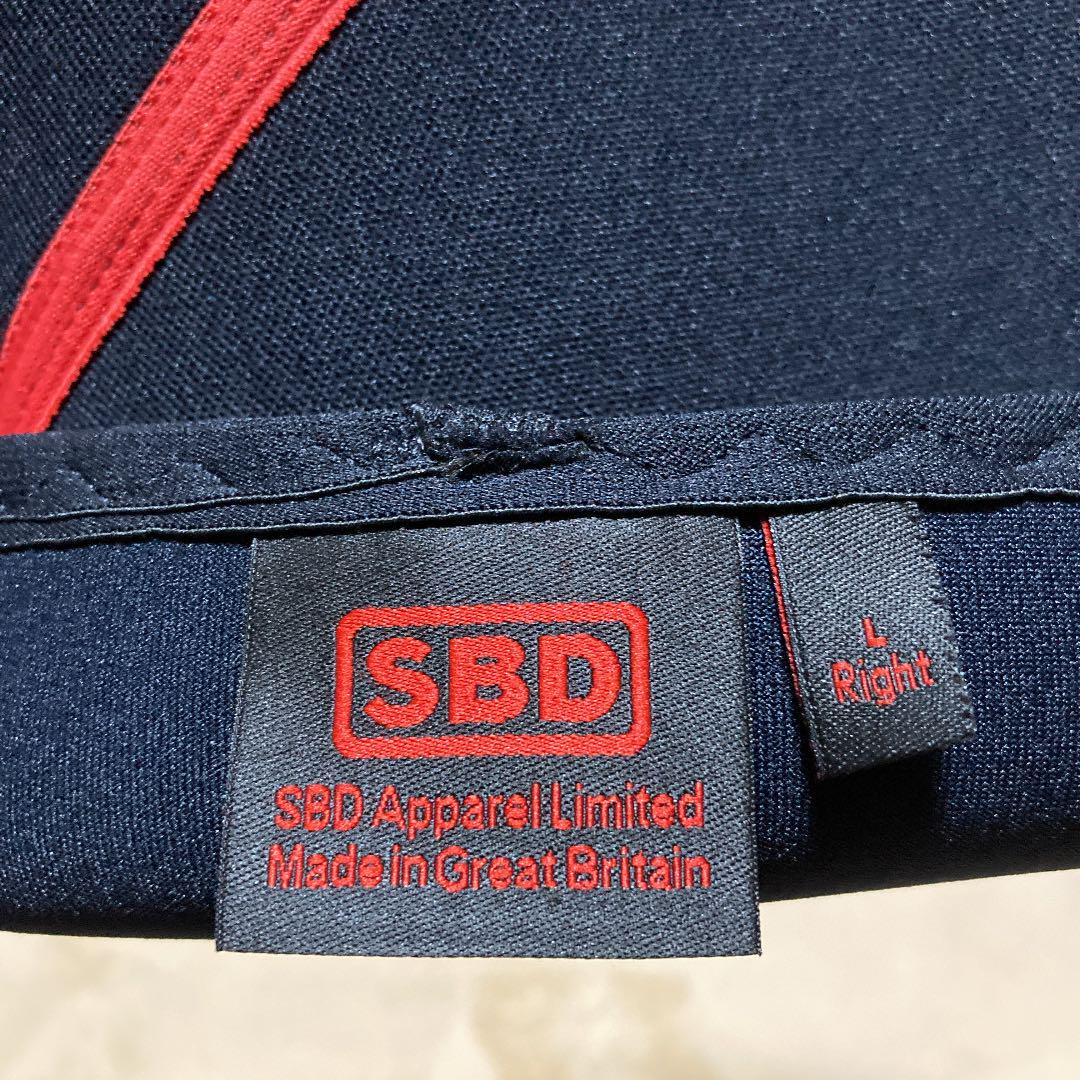 SBD
SBD Apparel Limited
Made in Great Britain
L
Right